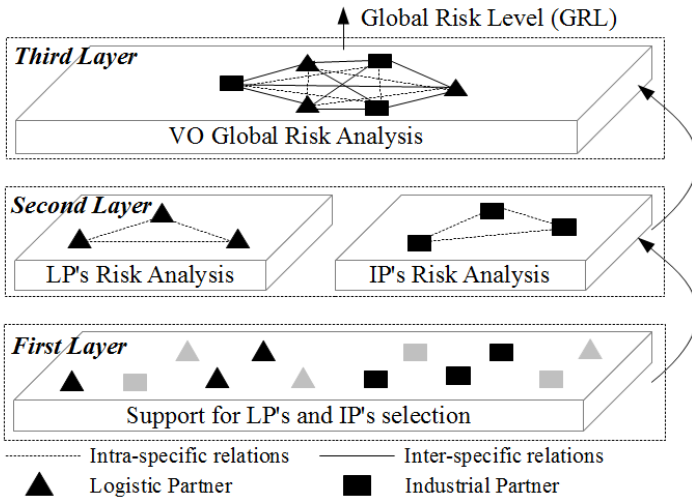 Global Risk Level (GRL)
Third Layer
VO Global Risk Analysis
Second Layer
LP's Risk Analysis
IP's Risk Analysis
First Layer
Support for LP's and IP's selection
Intra-specific relations
Inter-specific relations
Logistic Partner
Industrial Partner